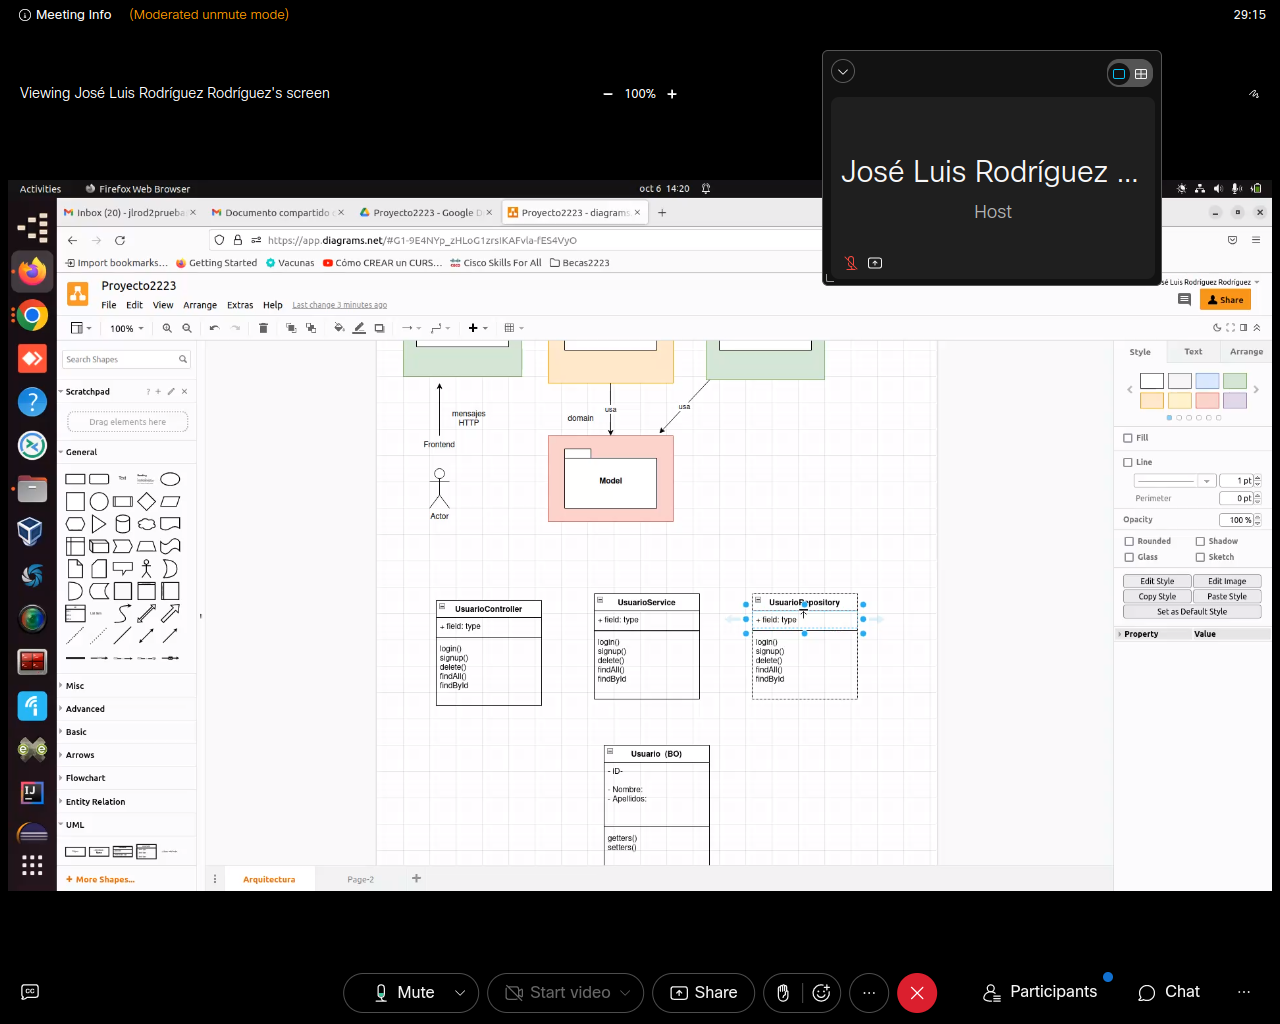 Meeting Info
(Moderated unmute mode)
29:15
Viewing José Luis Rodríguez Rodríguez's screen
100%
José Luis Rodríguez ...
Host
Activities
Firefox Web Browser
oct 6 14:20
Inbox (20) - jlrod2prueba
Documento compartido
Proyecto2223 - Google D
Proyecto2223 - diagrams
https://app.diagrams.net/#G1-9E4NYp_zHLoG1zrsIKAFvla-fES4VyO
Import bookmarks...
Getting Started
Vacunas
Cómo CREAR un CURS...
Cisco Skills For All
Becas2223
Proyecto2223
sé Luis Rodríguez Rodríguez
File
Edit
View
Arrange
Extras
Help
Last change 3 minutes ago
Share
100%
Search Shapes
Scratchpad
Drag elements here
General
Text
Misc
Advanced
Basic
Arrows
Flowchart
Entity Relation
UML
More Shapes...
usa
usa
domain
mensajes
HTTP
Frontend
Actor
Model
UsuarioController
+ field: type
login()
signup()
delete()
findAll()
findById
UsuarioService
+ field: type
login()
signup()
delete()
findAll()
findById
UsuarioRepository
+ field: type
login()
signup()
delete()
findAll()
findById
Usuario (BO)
- ID-
- Nombre:
- Apellidos:
getters()
setters()
Arquitectura
Page-2
Style
Text
Arrange
Fill
Line
1 pt
Perimeter
0 pt
Opacity
100 %
Rounded
Shadow
Glass
Sketch
Edit Style
Edit Image
Copy Style
Paste Style
Set as Default Style
Property
Value
CC
Mute
Start video
Share
Participants
Chat